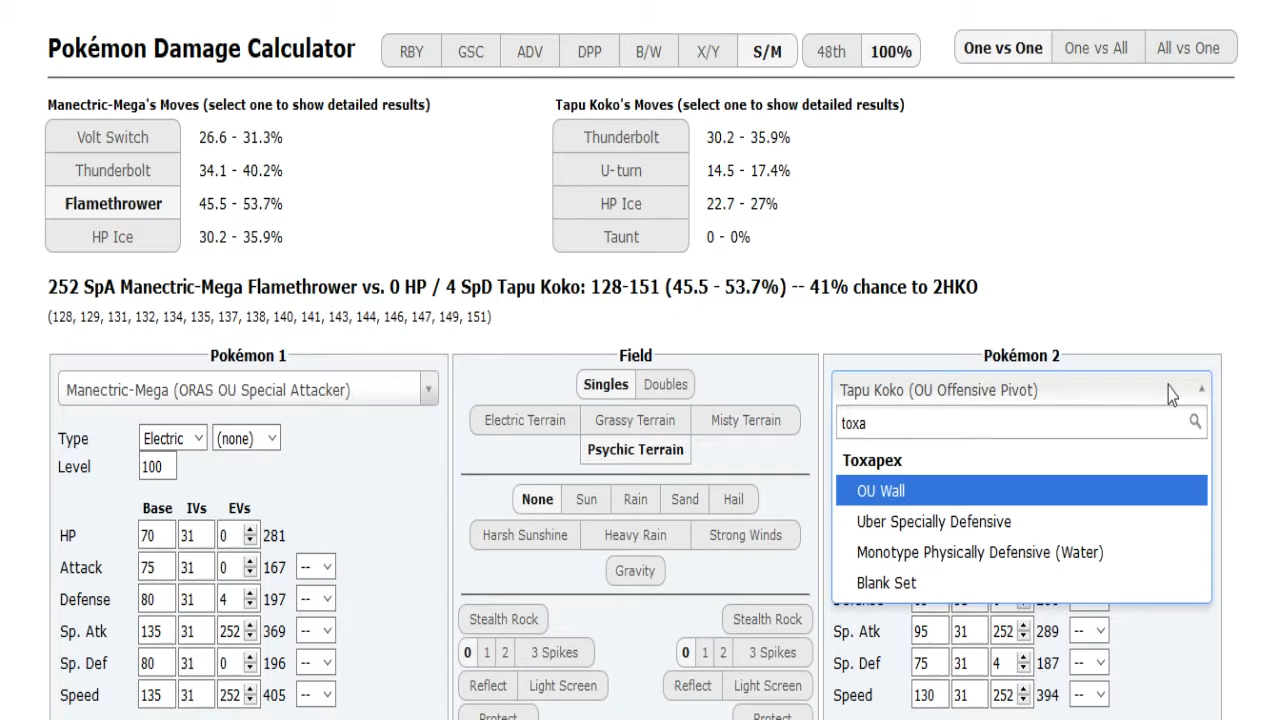 Pokémon Damage Calculator
RBY GSC ADV DPP B/W X/Y S/M 48th 100%
One vs One One vs All All vs One
Manectric-Mega's Moves (select one to show detailed results)
Volt Switch 26.6 - 31.3%
Thunderbolt 34.1 - 40.2%
Flamethrower 45.5 - 53.7%
HP Ice 30.2 - 35.9%
Tapu Koko's Moves (select one to show detailed results)
Thunderbolt 30.2 - 35.9%
U-turn 14.5 - 17.4%
HP Ice 22.7 - 27%
Taunt 0 - 0%
252 SpA Manectric-Mega Flamethrower vs. 0 HP / 4 SpD Tapu Koko: 128-151 (45.5 - 53.7%) -- 41% chance to 2HKO
(128, 129, 131, 132, 134, 135, 137, 138, 140, 141, 143, 144, 146, 147, 149, 151)
Pokémon 1
Manectric-Mega (ORAS OU Special Attacker)
Type Electric (none)
Level 100
Base IVs EVs
HP 70 31 0 281
Attack 75 31 0 167 --
Defense 80 31 4 197 --
Sp. Atk 135 31 252 369 --
Sp. Def 80 31 0 196 --
Speed 135 31 252 405 --
Field
Singles Doubles
Electric Terrain Grassy Terrain Misty Terrain
Psychic Terrain
None Sun Rain Sand Hail
Harsh Sunshine Heavy Rain Strong Winds
Gravity
Stealth Rock Stealth Rock
0 1 2 3 Spikes 0 1 2 3 Spikes
Reflect Light Screen Reflect Light Screen
Protect Protect
Pokémon 2
Tapu Koko (OU Offensive Pivot)
toxa
Toxapex
OU Wall
Uber Specially Defensive
Monotype Physically Defensive (Water)
Blank Set
Sp. Atk 95 31 252 289 --
Sp. Def 75 31 4 187 --
Speed 130 31 252 394 --